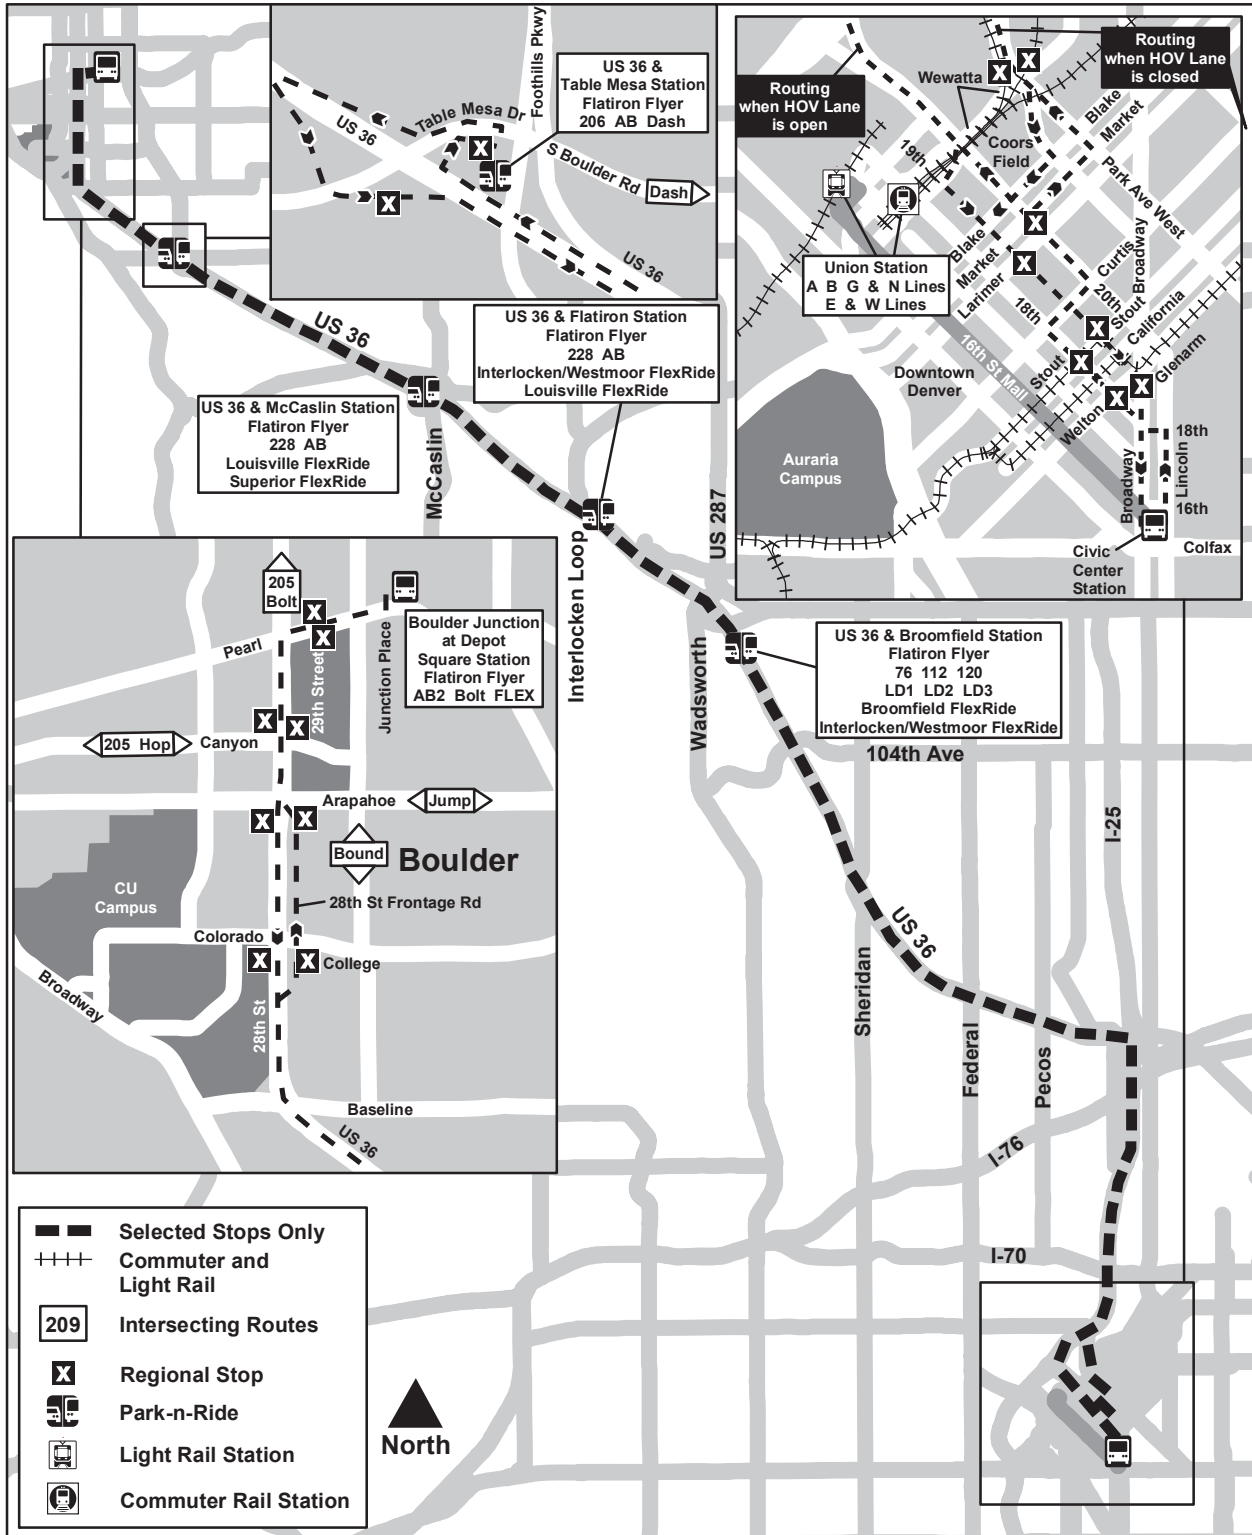 Foothills Pkwy
US 36 &
Table Mesa Station
Flatiron Flyer
206 AB Dash
Table Mesa Dr
US 36
S Boulder Rd
Dash
US 36
Routing
when HOV Lane
is closed
Routing
when HOV Lane
is open
Wewatta
Blake
Market
Coors
Field
19th
Park Ave West
Blake
Market
Larimer
Curtis
Broadway
20th
Stout
California
18th
Union Station
A B G & N Lines
E & W Lines
16th St Mall
Downtown
Denver
Stout
Glenarm
Welton
Auraria
Campus
18th
Lincoln
Broadway
16th
Civic
Center
Station
Colfax
US 36
US 36 & Flatiron Station
Flatiron Flyer
228 AB
Interlocken/Westmoor FlexRide
Louisville FlexRide
US 36 & McCaslin Station
Flatiron Flyer
228 AB
Louisville FlexRide
Superior FlexRide
McCaslin
US 287
Interlocken Loop
Wadsworth
US 36 & Broomfield Station
Flatiron Flyer
76 112 120
LD1 LD2 LD3
Broomfield FlexRide
Interlocken/Westmoor FlexRide
104th Ave
I-25
US 36
Sheridan
Federal
Pecos
I-76
I-70
205
Bolt
Pearl
29th Street
Junction Place
Boulder Junction
at Depot
Square Station
Flatiron Flyer
AB2 Bolt FLEX
205 Hop
Canyon
Arapahoe
Jump
Bound
Boulder
CU
Campus
28th St Frontage Rd
Colorado
College
Broadway
28th St
Baseline
US 36
Selected Stops Only
Commuter and
Light Rail
209
Intersecting Routes
X
Regional Stop
Park-n-Ride
Light Rail Station
Commuter Rail Station
North